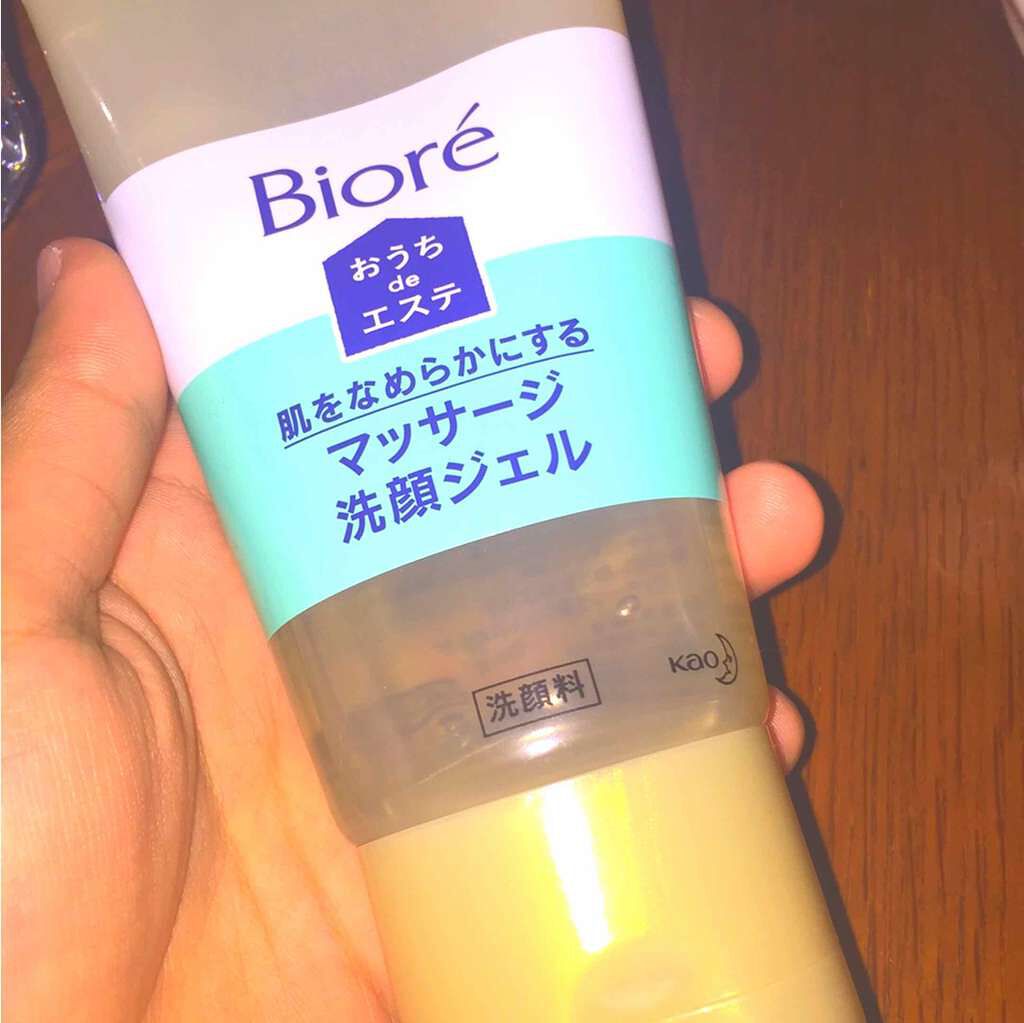 Bioré
おうち
de
エステ
肌をなめらかにする
マッサージ
洗顔ジェル
洗顔料
Kao